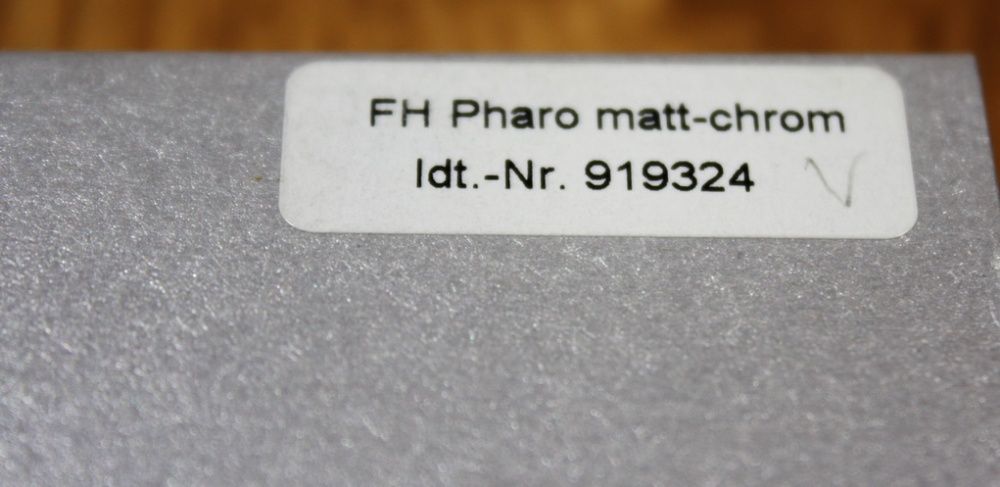 FH Pharo matt-chrom
Idt.-Nr. 919324 V